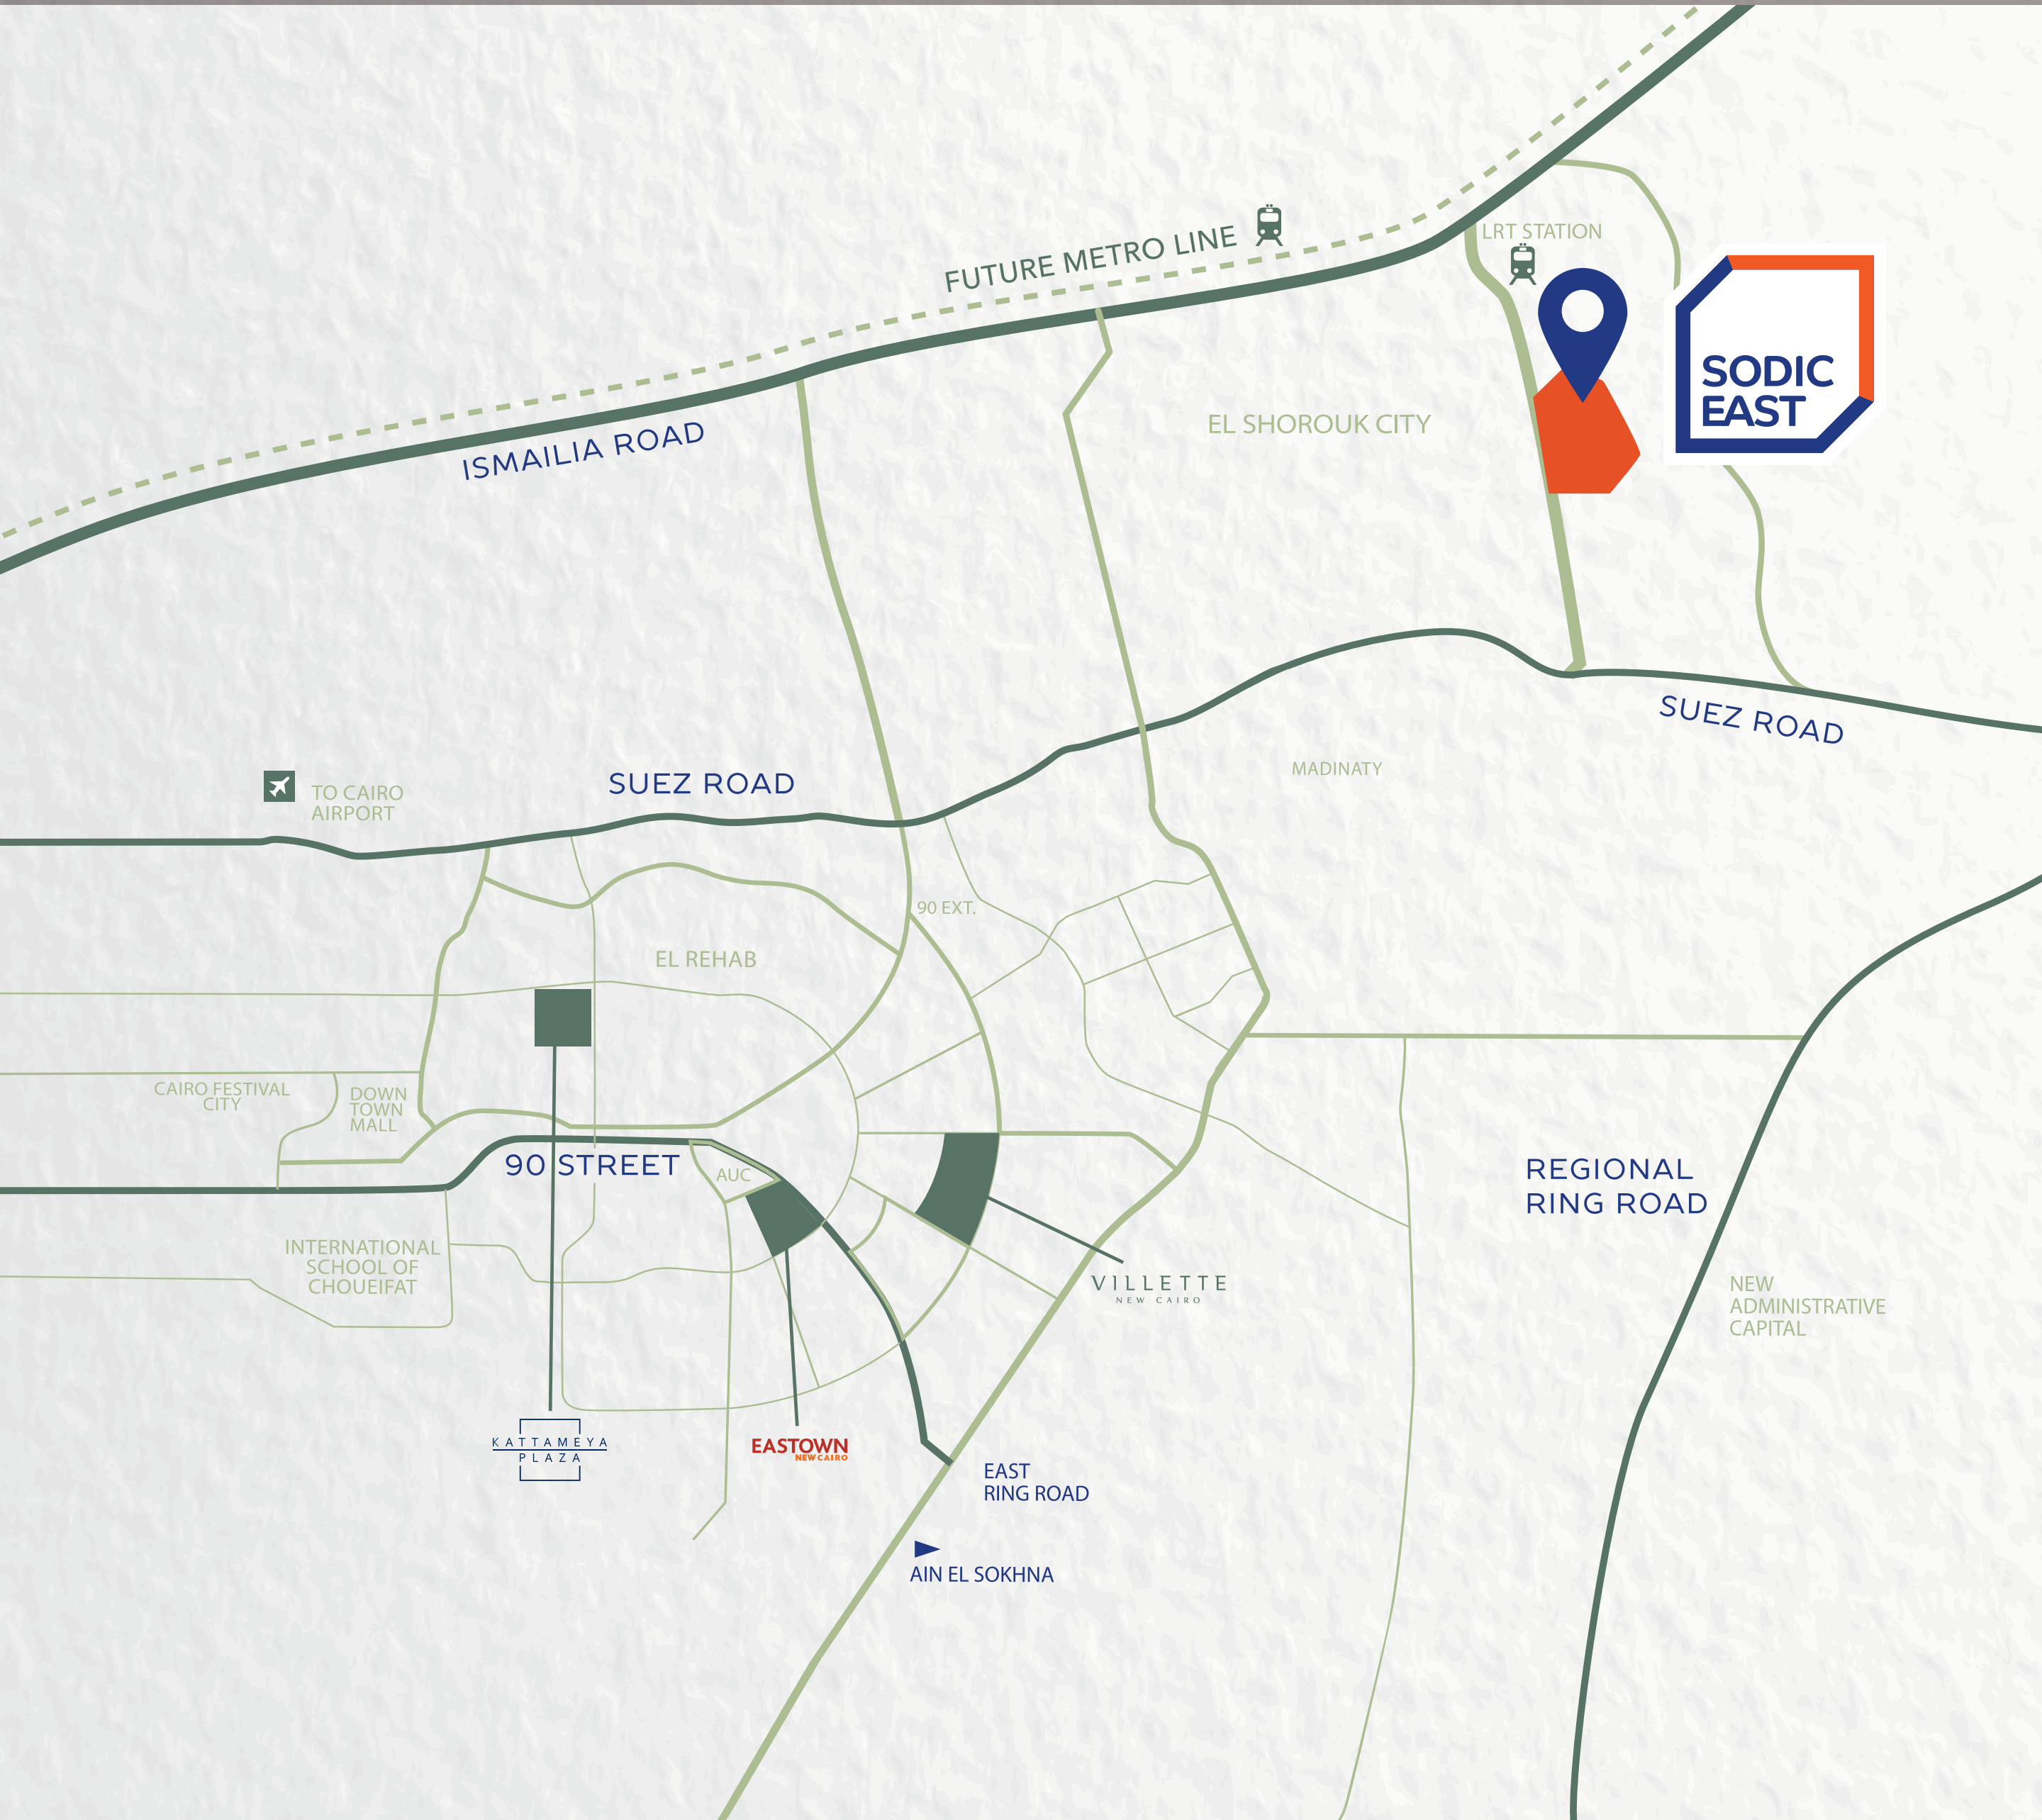 FUTURE METRO LINE
LRT STATION
SODIC
EAST
ISMAILIA ROAD
EL SHOROUK CITY
SUEZ ROAD
SUEZ ROAD
MADINATY
TO CAIRO
AIRPORT
90 EXT.
EL REHAB
CAIRO FESTIVAL
CITY
DOWN
TOWN
MALL
90 STREET
AUC
REGIONAL
RING ROAD
INTERNATIONAL
SCHOOL OF
CHOUEIFAT
VILLETTE
NEW CAIRO
NEW
ADMINISTRATIVE
CAPITAL
KATTAMEYA
PLAZA
EASTOWN
NEW CAIRO
EAST
RING ROAD
AIN EL SOKHNA